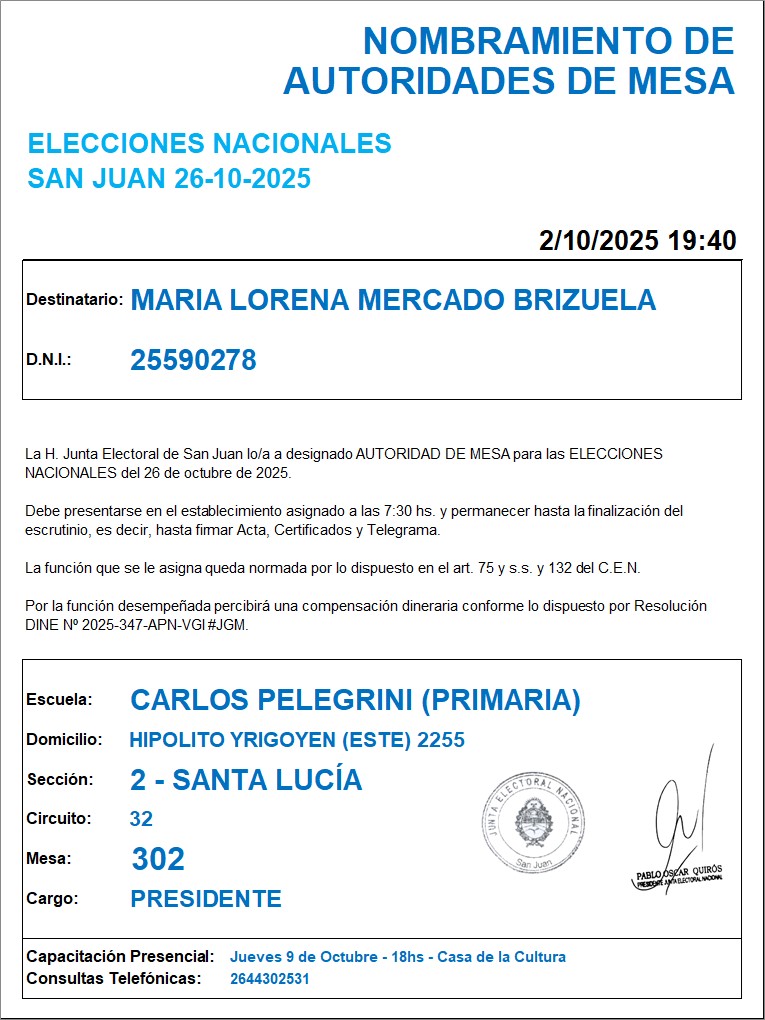 NOMBRAMIENTO DE
AUTORIDADES DE MESA
ELECCIONES NACIONALES
SAN JUAN 26-10-2025
2/10/2025 19:40
Destinatario: MARIA LORENA MERCADO BRIZUELA
D.N.I.: 25590278
La H. Junta Electoral de San Juan lo/a a designado AUTORIDAD DE MESA para las ELECCIONES
NACIONALES del 26 de octubre de 2025.
Debe presentarse en el establecimiento asignado a las 7:30 hs. y permanecer hasta la finalización del
escrutinio, es decir, hasta firmar Acta, Certificados y Telegrama.
La función que se le asigna queda normada por lo dispuesto en el art. 75 y s.s. y 132 del C.E.N.
Por la función desempeñada percibirá una compensación dineraria conforme lo dispuesto por Resolución
DINE Nº 2025-347-APN-VGI#JGM.
Escuela: CARLOS PELEGRINI (PRIMARIA)
Domicilio: HIPOLITO YRIGOYEN (ESTE) 2255
Sección: 2 - SANTA LUCÍA
Circuito: 32
Mesa: 302
Cargo: PRESIDENTE
JUNTA ELECTORAL NACIONAL
San Juan
PABLO OSCAR QUIRÓS
PRESIDENTE JUNTA ELECTORAL NACIONAL
Capacitación Presencial: Jueves 9 de Octubre - 18hs - Casa de la Cultura
Consultas Telefónicas: 2644302531